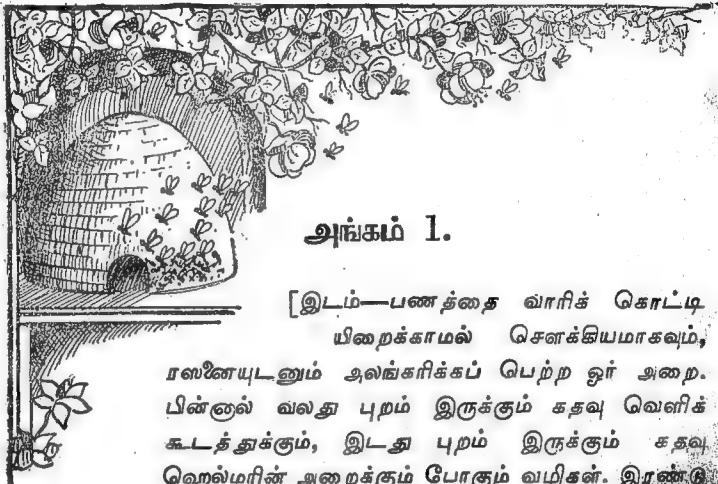 அங்கம் 1.
[இடம்—பணத்தை வாரிக் கொட்டி
யிறைக்காமல் சௌக்கியமாகவும்,
ரஸனையுடனும் அலங்கரிக்கப் பெற்ற ஓர் அறை.
பின்னால் வலது புறம் இருக்கும் கதவு வெளிக்
கூடத்துக்கும், இடது புறம் இருக்கும் கதவு
ஹெல்மரின் அறைக்கும் போகும் வழிகள். இரண்டு